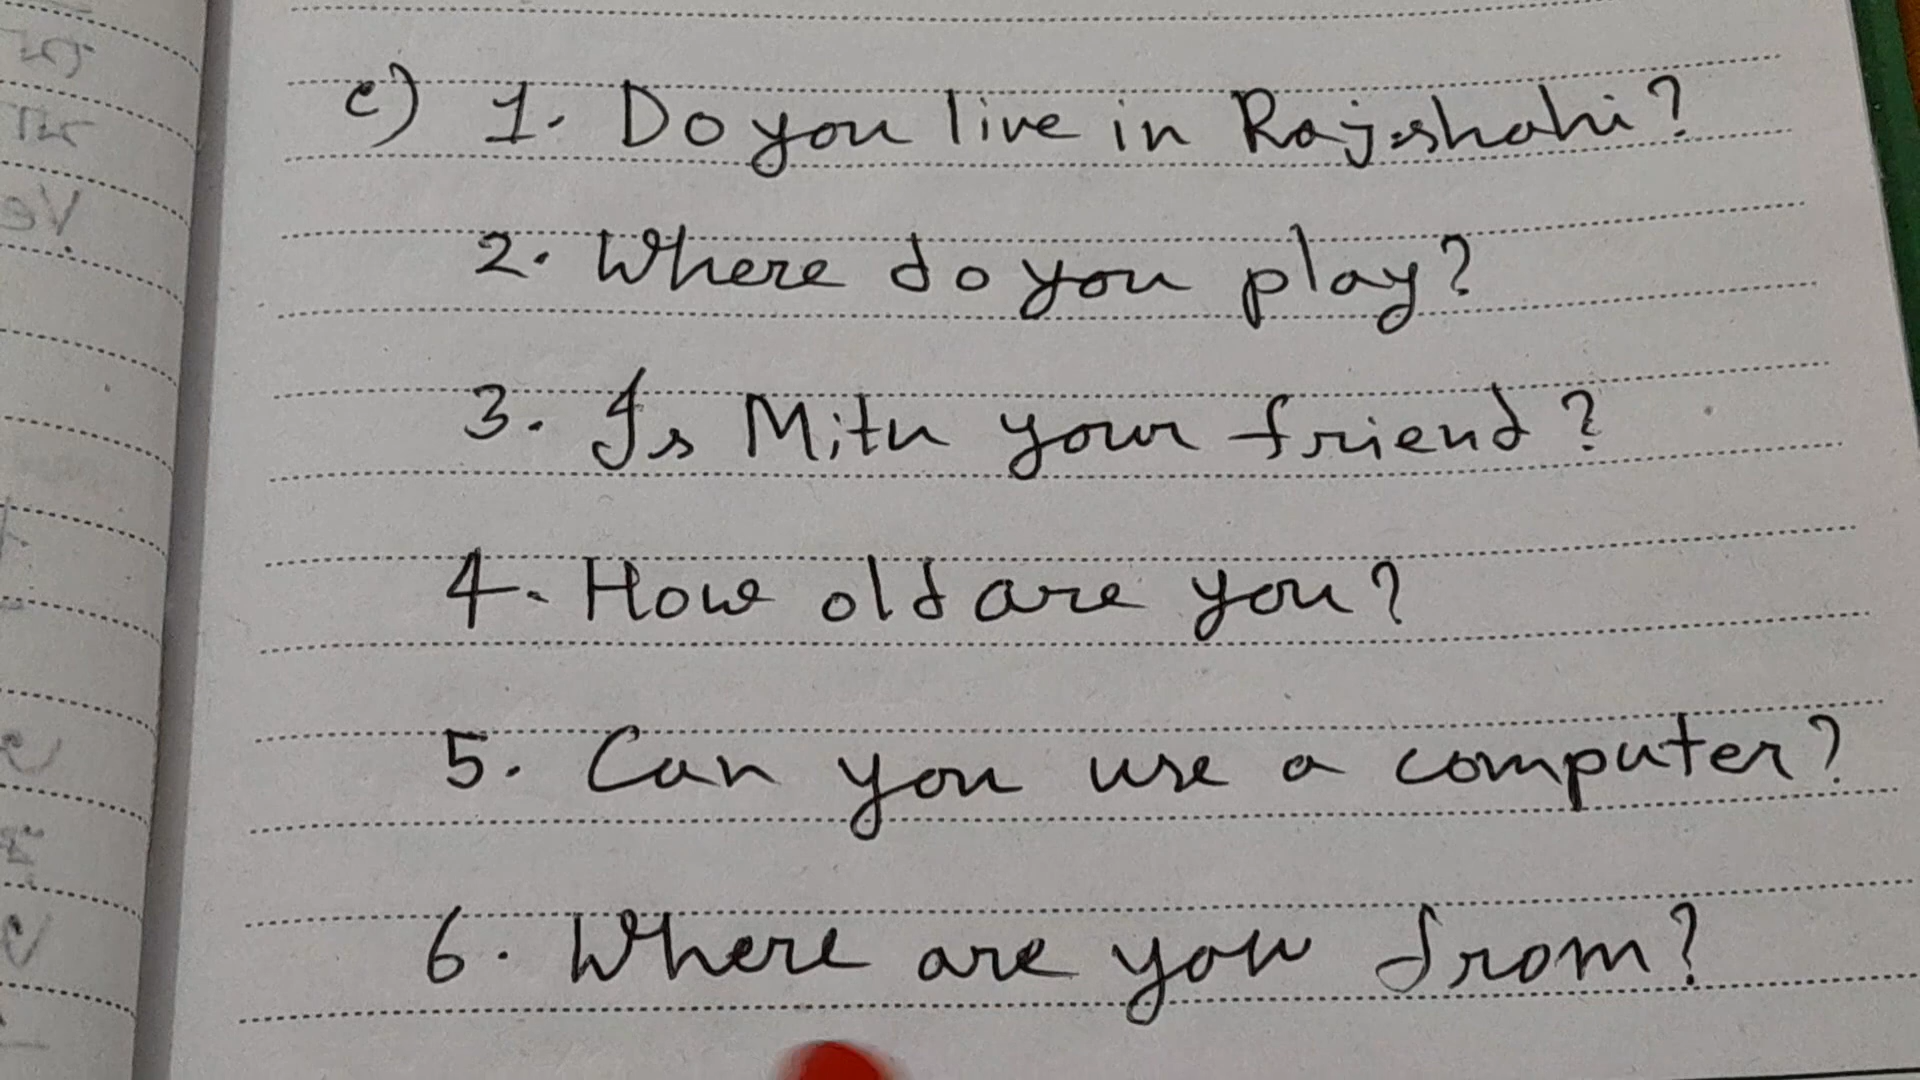 c) 1. Do you live in Rajshahi?
2. Where do you play?
3. Is Mitu your friend?
4. How old are you?
5. Can you use a computer?
6. Where are you from?